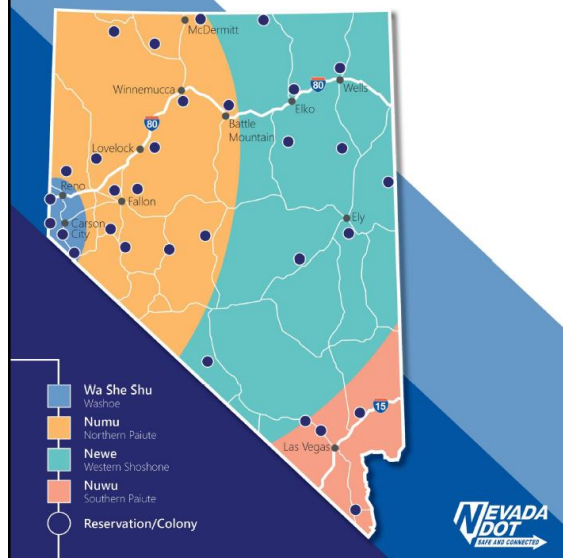 McDermitt
Winnemucca
80
Wells
Elko
Battle
Mountain
80
Lovelock
Reno
Fallon
Carson
City
Ely
15
Las Vegas
Wa She Shu
Washoe
Numu
Northern Paiute
Newe
Western Shoshone
Nuwu
Southern Paiute
Reservation/Colony
NEVADA
DOT
SAFE AND CONNECTED